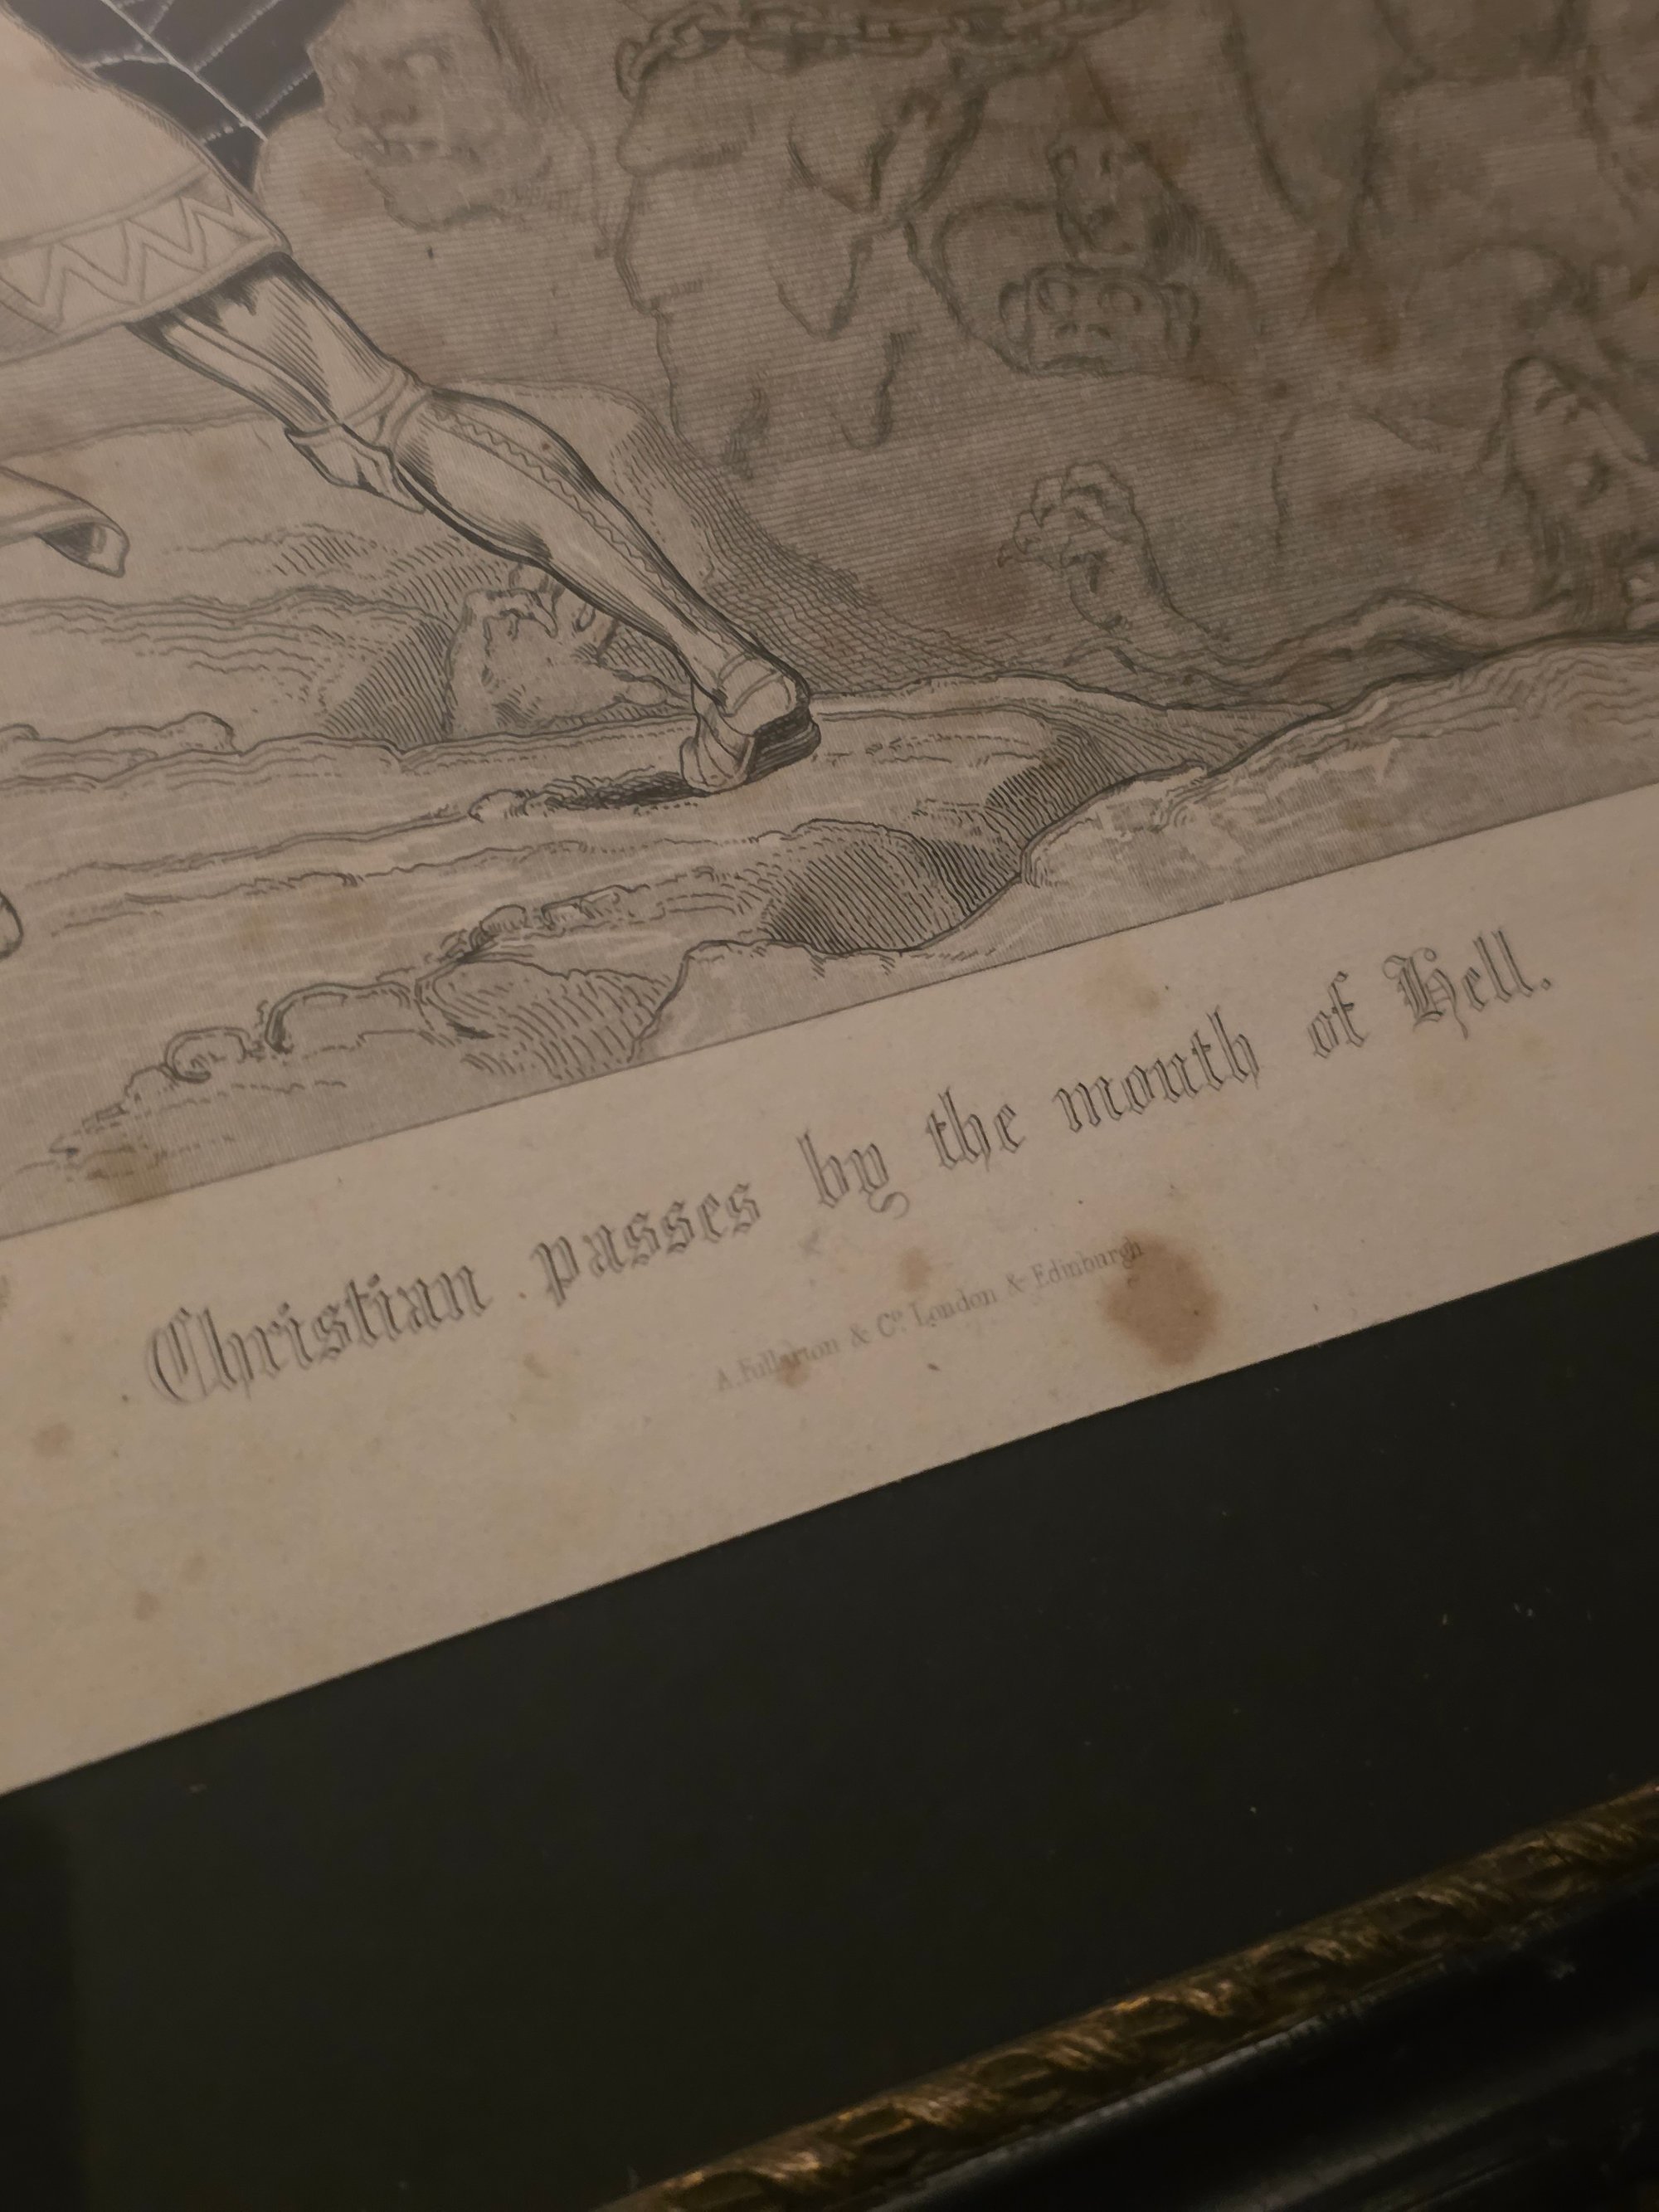 Christian passes by the mouth of Hell.
A. Fullarton & Cº. London & Edinburgh